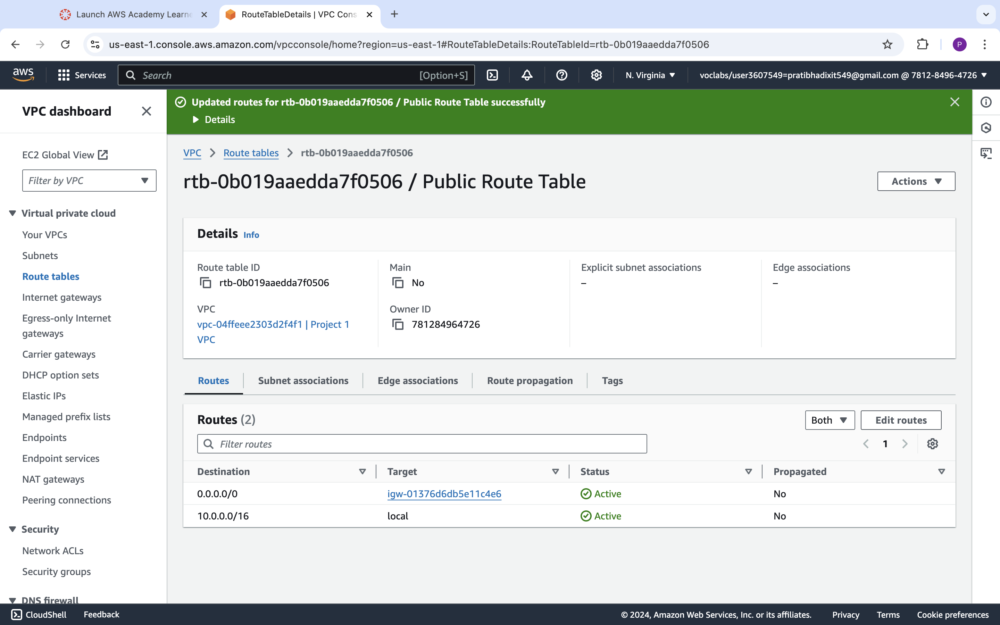 Launch AWS Academy Learne
RouteTableDetails | VPC Cons
us-east-1.console.aws.amazon.com/vpcconsole/home?region=us-east-1#RouteTableDetails:RouteTableId=rtb-0b019aaedda7f0506
P
aws
Services
Search
[Option+S]
N. Virginia
voclabs/user3607549=pratibhadixit549@gmail.com @ 7812-8496-4726
VPC dashboard
EC2 Global View
Filter by VPC
Virtual private cloud
Your VPCs
Subnets
Route tables
Internet gateways
Egress-only Internet
gateways
Carrier gateways
DHCP option sets
Elastic IPs
Managed prefix lists
Endpoints
Endpoint services
NAT gateways
Peering connections
Security
Network ACLs
Security groups
DNS firewall
Updated routes for rtb-0b019aaedda7f0506 / Public Route Table successfully
Details
VPC
Route tables
rtb-0b019aaedda7f0506
rtb-0b019aaedda7f0506 / Public Route Table
Actions
Details Info
Route table ID
rtb-0b019aaedda7f0506
Main
No
Explicit subnet associations
–
Edge associations
–
VPC
vpc-04ffeee2303d2f4f1 | Project 1
VPC
Owner ID
781284964726
Routes
Subnet associations
Edge associations
Route propagation
Tags
Routes (2)
Both
Edit routes
Filter routes
1
Destination
Target
Status
Propagated
0.0.0.0/0
igw-01376d6db5e11c4e6
Active
No
10.0.0.0/16
local
Active
No
CloudShell
Feedback
© 2024, Amazon Web Services, Inc. or its affiliates.
Privacy
Terms
Cookie preferences